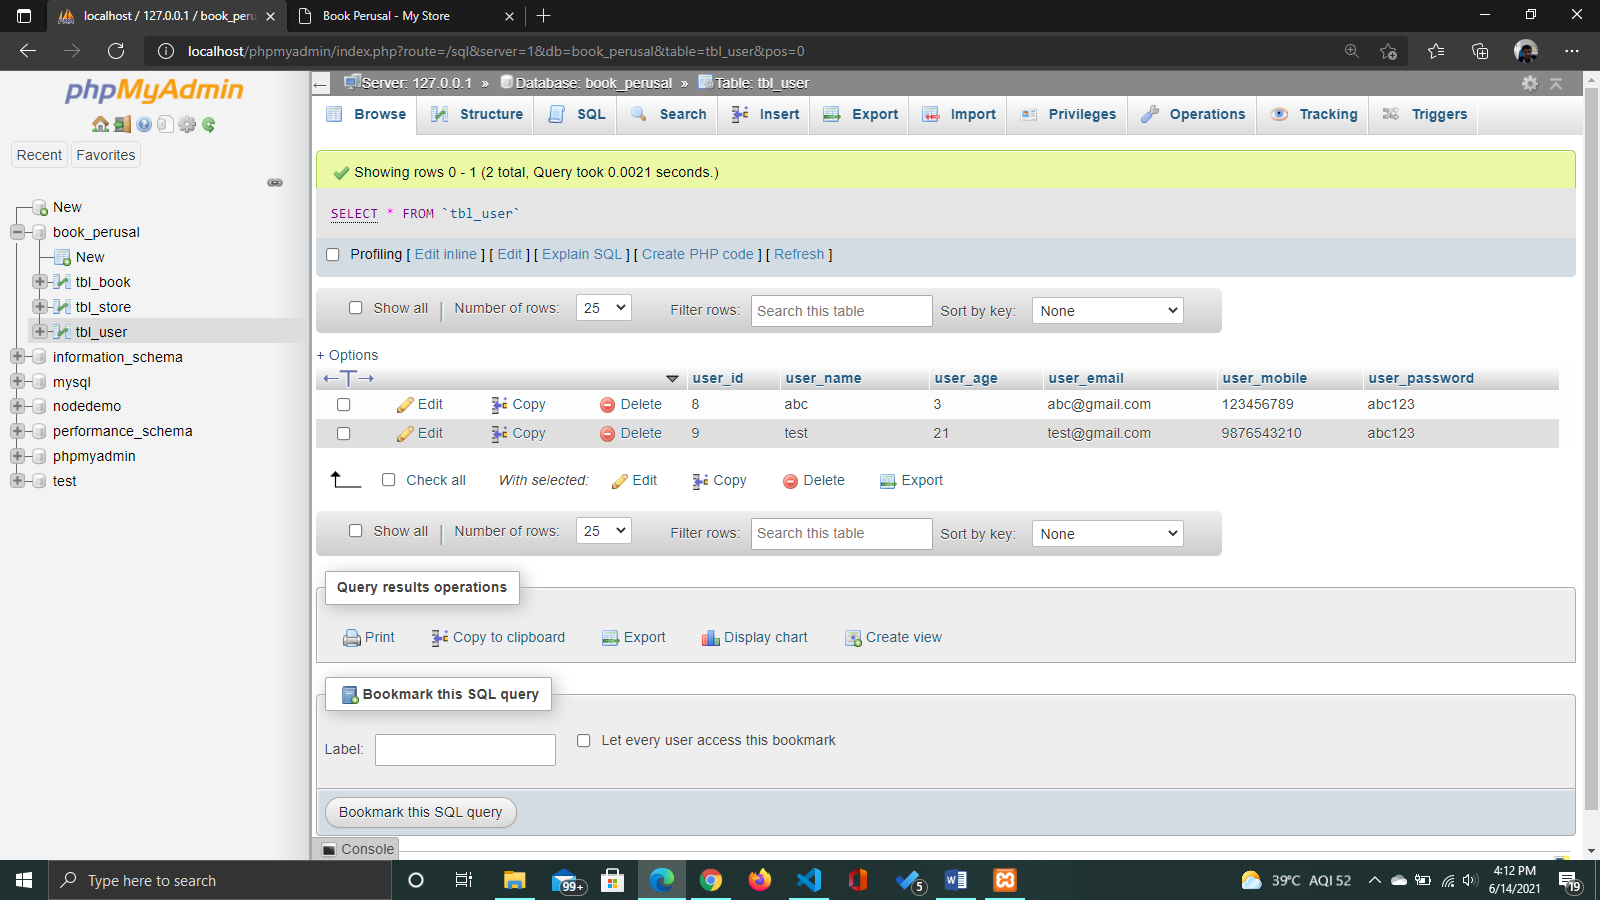 localhost / 127.0.0.1 / book_peru
Book Perusal - My Store
localhost/phpmyadmin/index.php?route=/sql&server=1&db=book_perusal&table=tbl_user&pos=0
phpMyAdmin
Recent
Favorites
New
book_perusal
New
tbl_book
tbl_store
tbl_user
information_schema
mysql
nodedemo
performance_schema
phpmyadmin
test
Server: 127.0.0.1 » Database: book_perusal » Table: tbl_user
Browse Structure SQL Search Insert Export Import Privileges Operations Tracking Triggers
Showing rows 0 - 1 (2 total, Query took 0.0021 seconds.)
SELECT * FROM `tbl_user`
Profiling [ Edit inline ] [ Edit ] [ Explain SQL ] [ Create PHP code ] [ Refresh ]
Show all | Number of rows: 25 Filter rows: Search this table Sort by key: None
+ Options
user_id user_name user_age user_email user_mobile user_password
Edit Copy Delete 8 abc 3 abc@gmail.com 123456789 abc123
Edit Copy Delete 9 test 21 test@gmail.com 9876543210 abc123
Check all With selected: Edit Copy Delete Export
Show all | Number of rows: 25 Filter rows: Search this table Sort by key: None
Query results operations
Print Copy to clipboard Export Display chart Create view
Bookmark this SQL query
Label: Let every user access this bookmark
Bookmark this SQL query
Console
Type here to search
99+
5
39°C AQI 52
4:12 PM
6/14/2021
19